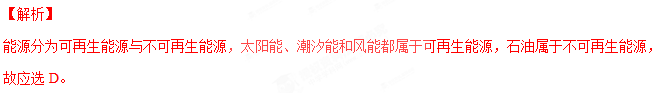 【解析】
能源分为可再生能源与不可再生能源，太阳能、潮汐能和风能都属于可再生能源，石油属于不可再生能源，
故应选 D。